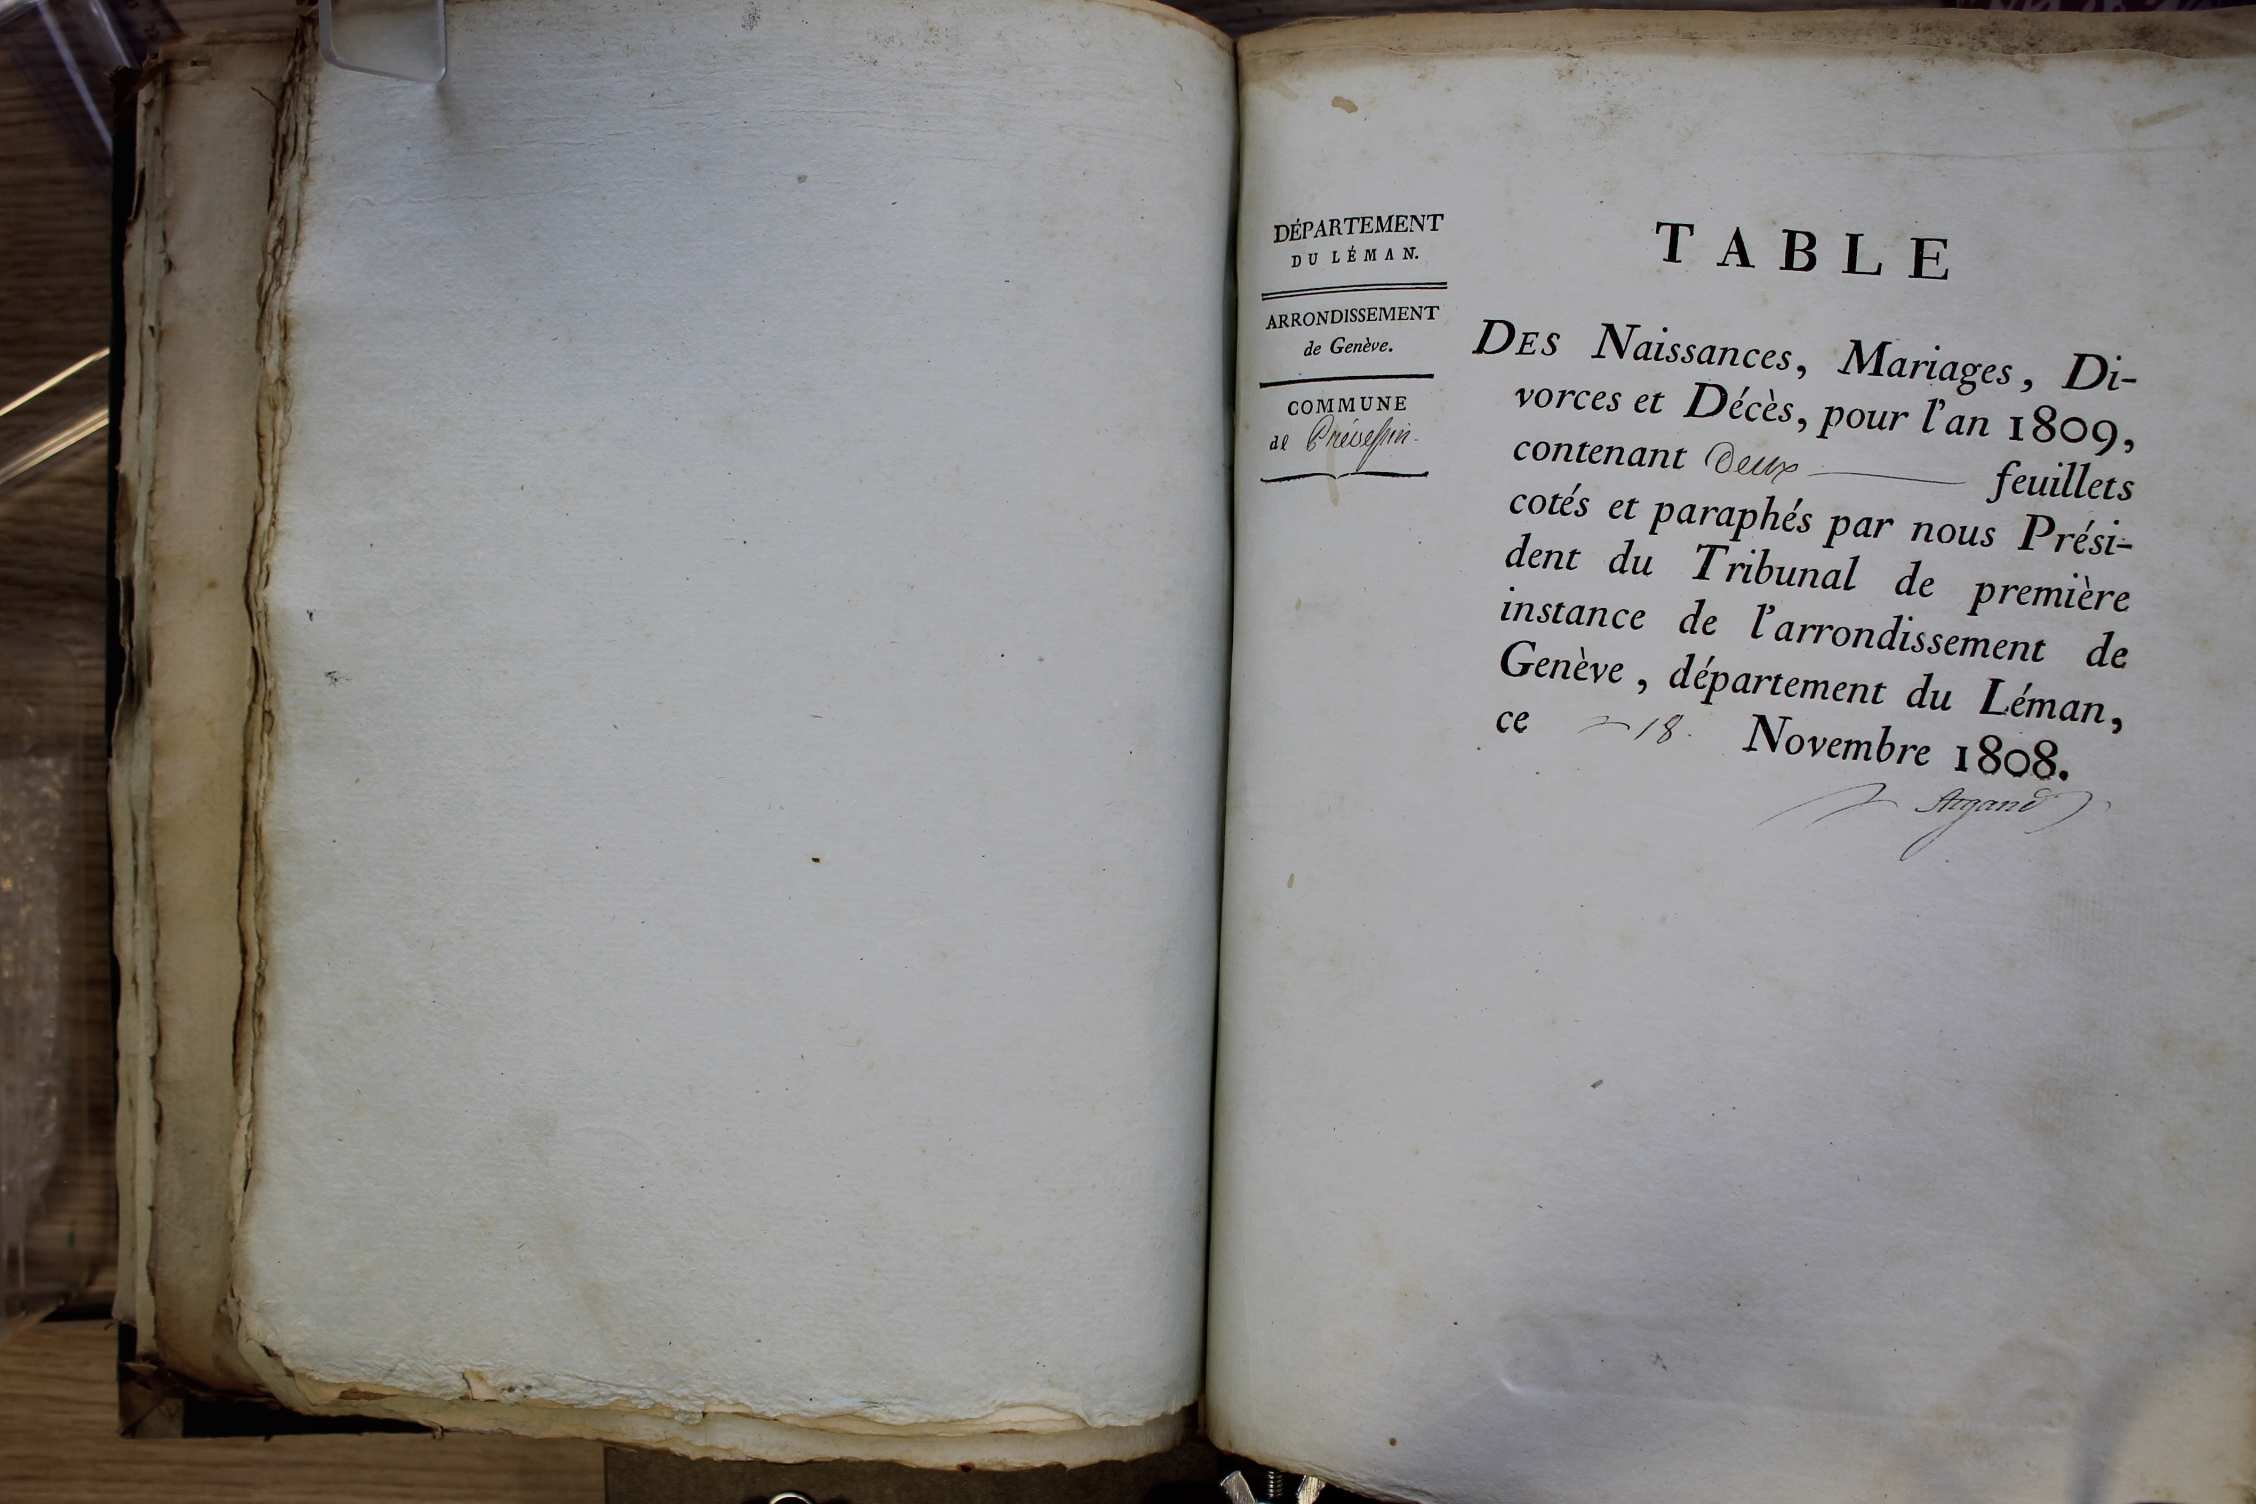 DÉPARTEMENT
DU LÉMAN.
ARRONDISSEMENT
de Genève.
COMMUNE
de Prévessin.
TABLE
DES Naissances, Mariages, Di-
vorces et Décès, pour l'an 1809,
contenant Deux feuillets
cotés et paraphés par nous Prési-
dent du Tribunal de première
instance de l'arrondissement de
Genève, département du Léman,
ce 18. Novembre 1808.
Argand